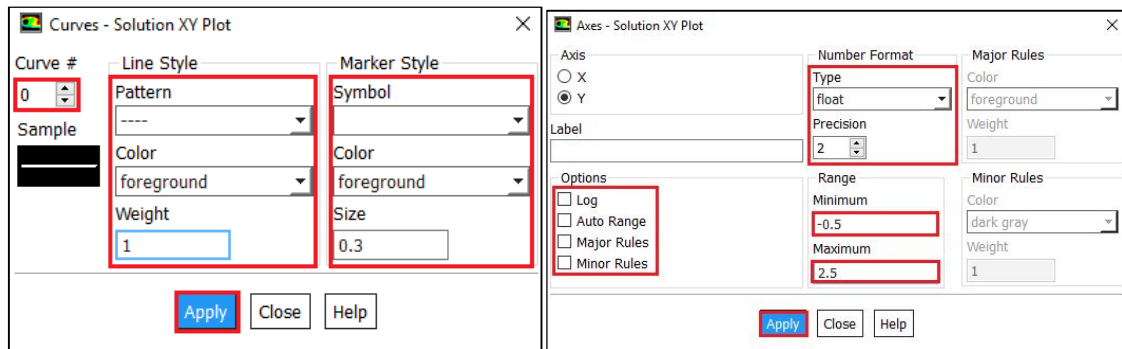 Curves - Solution XY Plot
Curve #
0
Sample
Line Style
Pattern
----
Color
foreground
Weight
1
Marker Style
Symbol
Color
foreground
Size
0.3
Apply Close Help
Axes - Solution XY Plot
Axis
X
Y
Label
Number Format
Type
float
Precision
2
Major Rules
Color
foreground
Weight
1
Options
Log
Auto Range
Major Rules
Minor Rules
Range
Minimum
-0.5
Maximum
2.5
Minor Rules
Color
dark gray
Weight
1
Apply Close Help